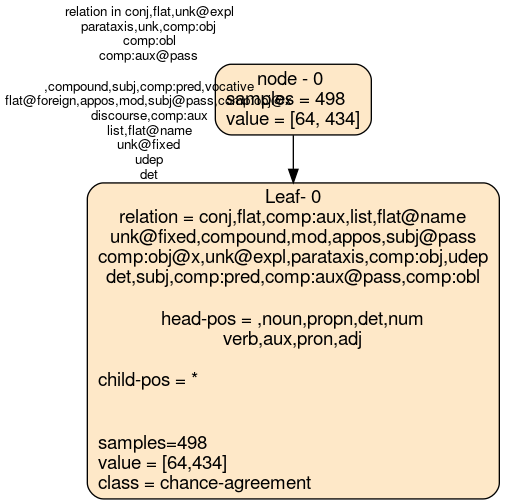 relation in conj,flat,unk@expl
parataxis,unk,comp:obj
comp:obl
comp:aux@pass
,compound,subj,comp:pred,vocative
flat@foreign,appos,mod,subj@pass,comp:obj@x
discourse,comp:aux
list,flat@name
unk@fixed
udep
det
node - 0
samples = 498
value = [64, 434]
Leaf- 0
relation = conj,flat,comp:aux,list,flat@name
unk@fixed,compound,mod,appos,subj@pass
comp:obj@x,unk@expl,parataxis,comp:obj,udep
det,subj,comp:pred,comp:aux@pass,comp:obl
head-pos = ,noun,propn,det,num
verb,aux,pron,adj
child-pos = *
samples=498
value = [64,434]
class = chance-agreement